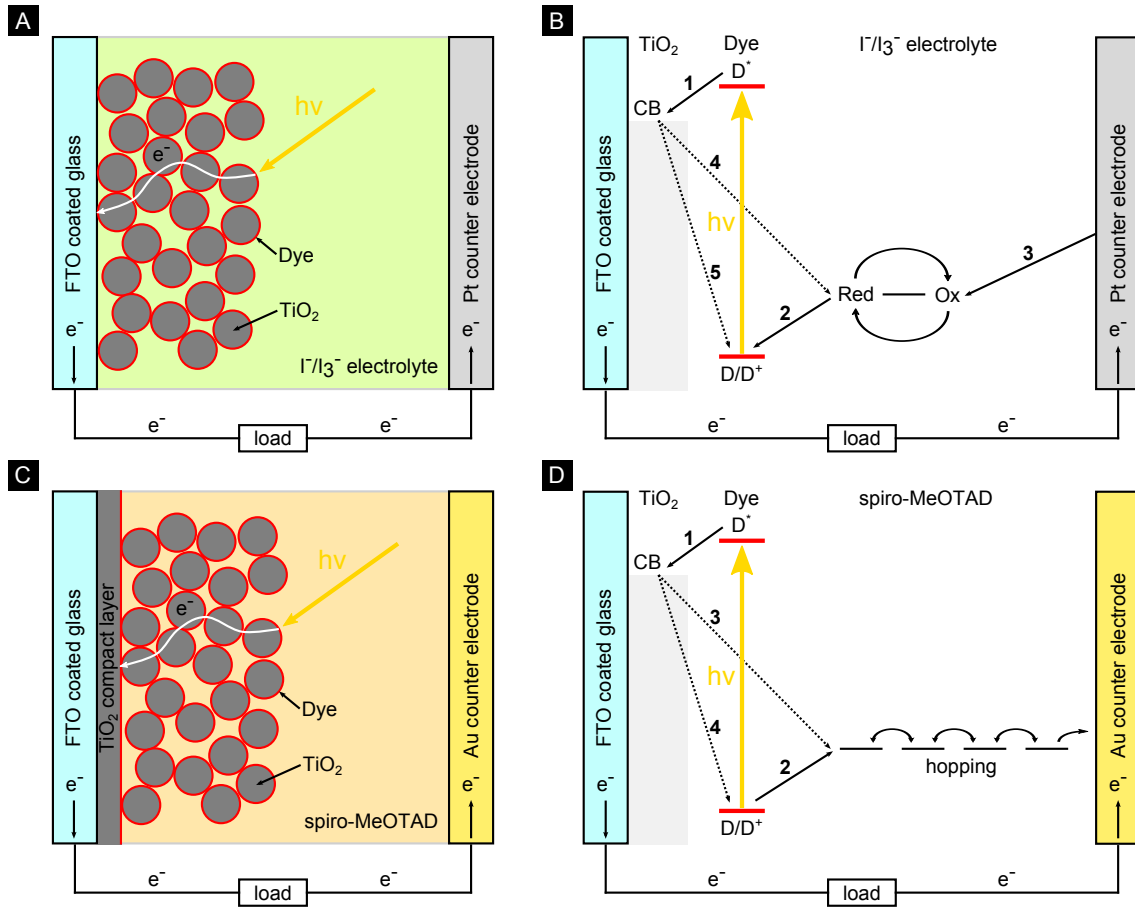 A
FTO coated glass
e⁻
hν
e⁻
Dye
TiO₂
I⁻/I₃⁻ electrolyte
Pt counter electrode
e⁻
e⁻
load
e⁻
B
TiO₂
Dye
I⁻/I₃⁻ electrolyte
D*
1
CB
FTO coated glass
4
hν
5
3
Red
Ox
2
D/D⁺
Pt counter electrode
e⁻
e⁻
e⁻
load
e⁻
C
FTO coated glass
TiO₂ compact layer
e⁻
hν
e⁻
Dye
TiO₂
spiro-MeOTAD
Au counter electrode
e⁻
e⁻
load
e⁻
D
TiO₂
Dye
spiro-MeOTAD
D*
1
CB
FTO coated glass
3
hν
4
2
hopping
D/D⁺
Au counter electrode
e⁻
e⁻
e⁻
load
e⁻